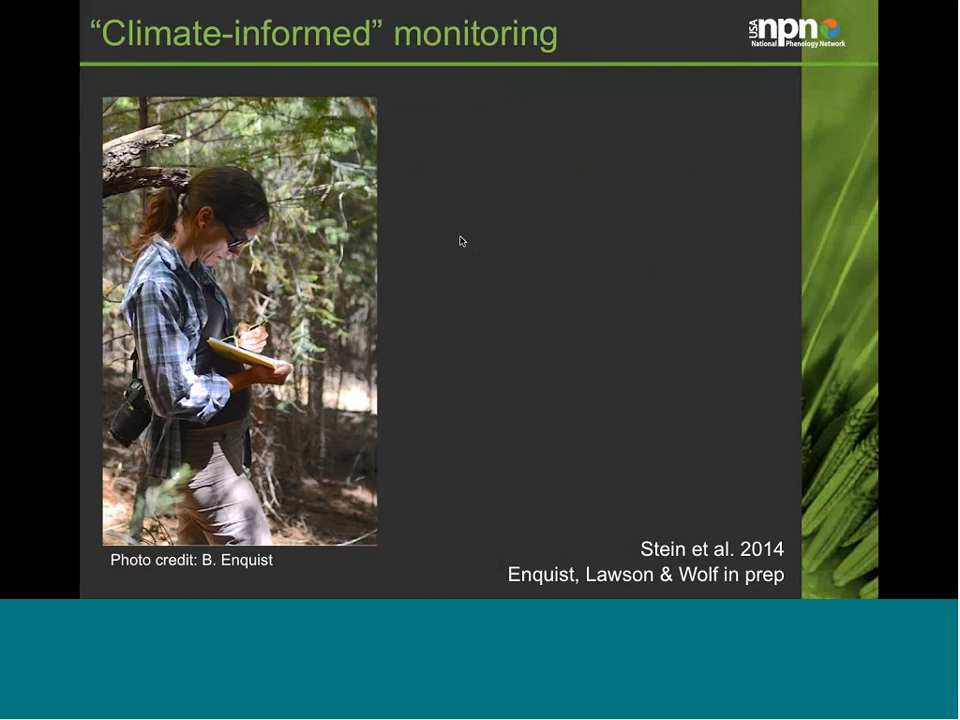 “Climate-informed” monitoring
USA npn
National Phenology Network
Photo credit: B. Enquist
Stein et al. 2014
Enquist, Lawson & Wolf in prep